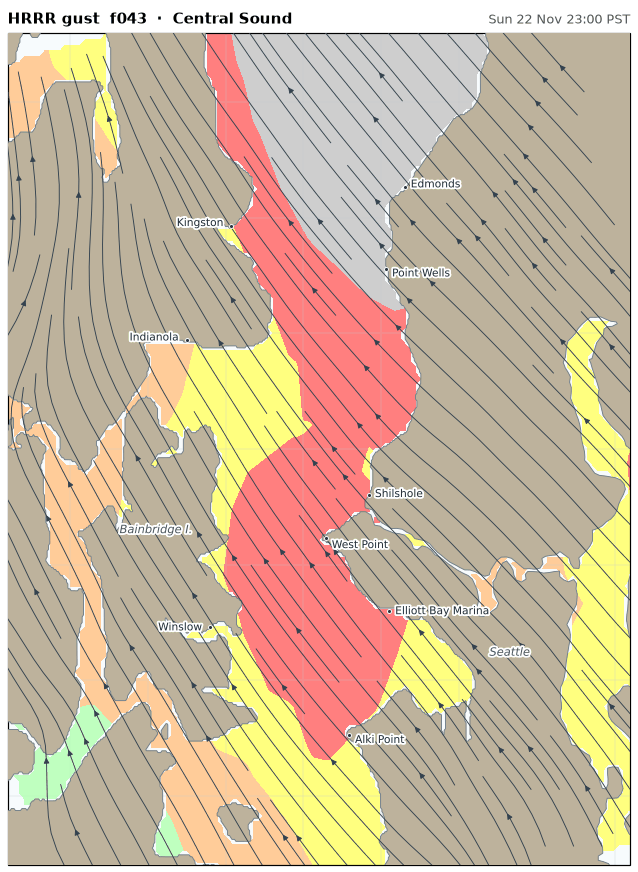 HRRR gust f043 · Central Sound
Sun 22 Nov 23:00 PST
Edmonds
Kingston
Point Wells
Indianola
Shilshole
Bainbridge I.
West Point
Elliott Bay Marina
Winslow
Seattle
Alki Point